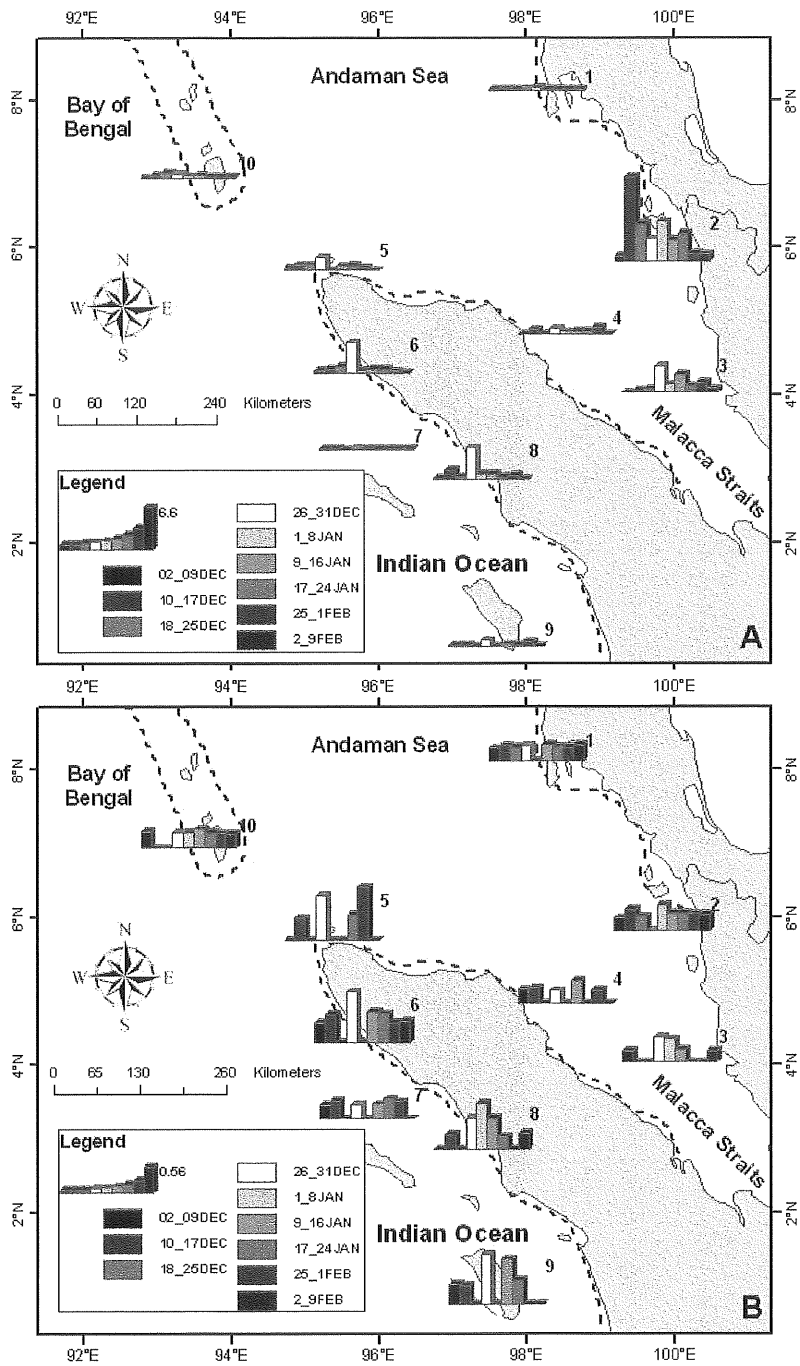 92°E 94°E 96°E 98°E 100°E
8°N
6°N
4°N
2°N
Andaman Sea
Bay of
Bengal
1
10
2
5
4
6
3
7
8
9
N
W E
S
0 60 120 240 Kilometers
Malacca Straits
Indian Ocean
Legend
6.6
02_09DEC
10_17DEC
18_25DEC
26_31DEC
1_8JAN
9_16JAN
17_24JAN
25_1FEB
2_9FEB
A
8°N
6°N
4°N
2°N
92°E 94°E 96°E 98°E 100°E
8°N
6°N
4°N
2°N
Andaman Sea
Bay of
Bengal
1
10
2
5
4
6
3
7
8
9
N
W E
S
0 65 130 260 Kilometers
Malacca Straits
Indian Ocean
Legend
0.56
02_09DEC
10_17DEC
18_25DEC
26_31DEC
1_8JAN
9_16JAN
17_24JAN
25_1FEB
2_9FEB
B
8°N
6°N
4°N
2°N
92°E 94°E 96°E 98°E 100°E